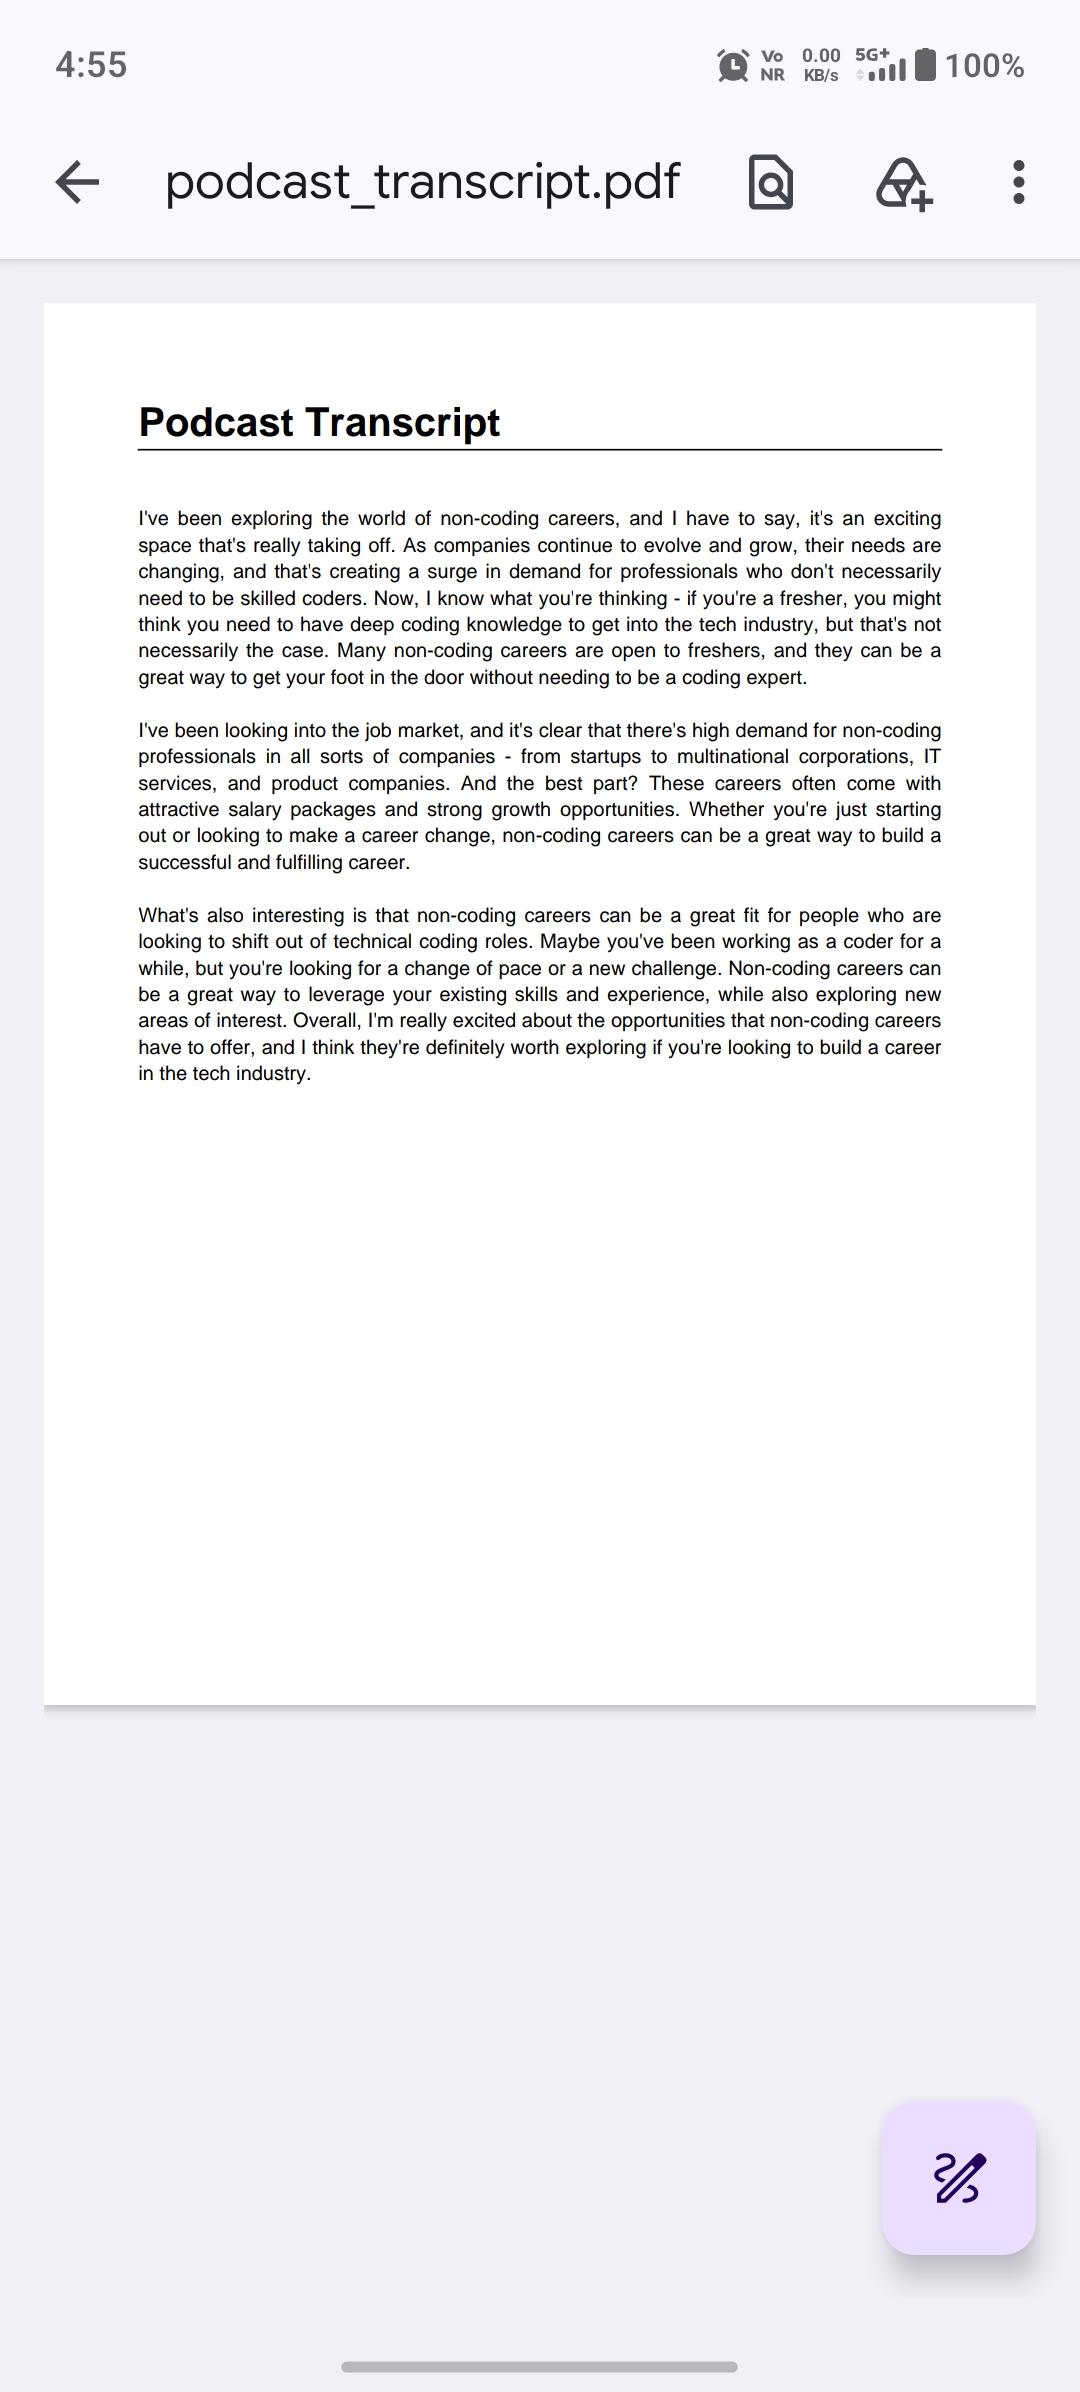 4:55
Vo NR 0.00 KB/s 5G+ 100%
podcast_transcript.pdf
Podcast Transcript
I've been exploring the world of non-coding careers, and I have to say, it's an exciting
space that's really taking off. As companies continue to evolve and grow, their needs are
changing, and that's creating a surge in demand for professionals who don't necessarily
need to be skilled coders. Now, I know what you're thinking - if you're a fresher, you might
think you need to have deep coding knowledge to get into the tech industry, but that's not
necessarily the case. Many non-coding careers are open to freshers, and they can be a
great way to get your foot in the door without needing to be a coding expert.
I've been looking into the job market, and it's clear that there's high demand for non-coding
professionals in all sorts of companies - from startups to multinational corporations, IT
services, and product companies. And the best part? These careers often come with
attractive salary packages and strong growth opportunities. Whether you're just starting
out or looking to make a career change, non-coding careers can be a great way to build a
successful and fulfilling career.
What's also interesting is that non-coding careers can be a great fit for people who are
looking to shift out of technical coding roles. Maybe you've been working as a coder for a
while, but you're looking for a change of pace or a new challenge. Non-coding careers can
be a great way to leverage your existing skills and experience, while also exploring new
areas of interest. Overall, I'm really excited about the opportunities that non-coding careers
have to offer, and I think they're definitely worth exploring if you're looking to build a career
in the tech industry.